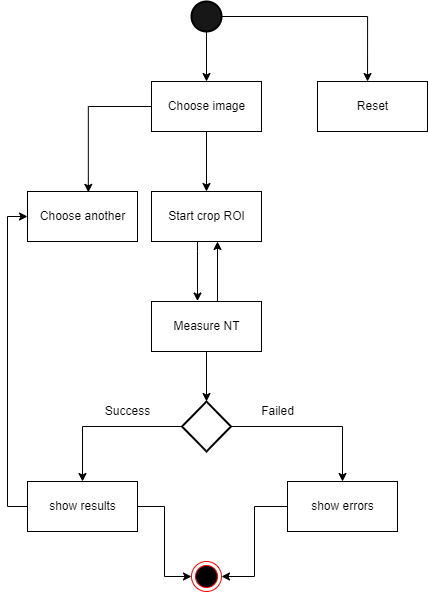 Choose image
Reset
Choose another
Start crop ROI
Measure NT
Success
Failed
show results
show errors